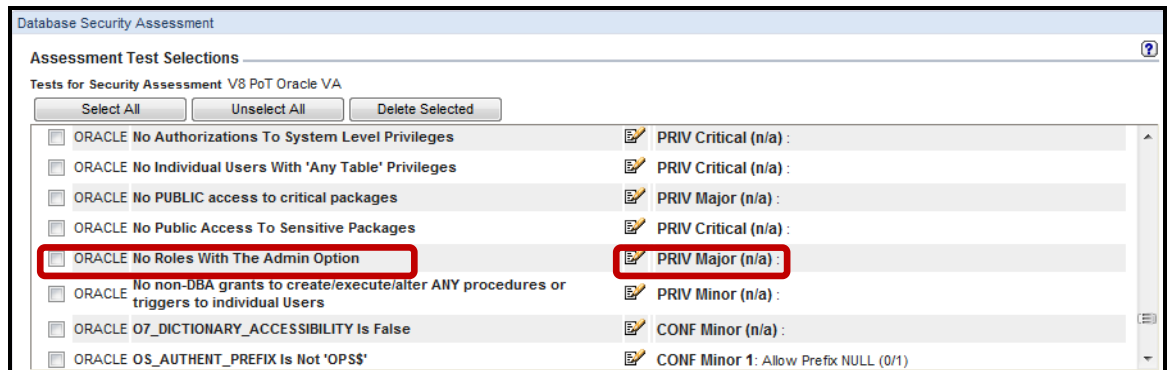 Database Security Assessment
Assessment Test Selections
?
Tests for Security Assessment V8 PoT Oracle VA
Select All Unselect All Delete Selected
ORACLE No Authorizations To System Level Privileges PRIV Critical (n/a) :
ORACLE No Individual Users With 'Any Table' Privileges PRIV Critical (n/a) :
ORACLE No PUBLIC access to critical packages PRIV Major (n/a) :
ORACLE No Public Access To Sensitive Packages PRIV Critical (n/a) :
ORACLE No Roles With The Admin Option PRIV Major (n/a) :
ORACLE No non-DBA grants to create/execute/alter ANY procedures or
triggers to individual Users PRIV Minor (n/a) :
ORACLE O7_DICTIONARY_ACCESSIBILITY Is False CONF Minor (n/a) :
ORACLE OS_AUTHENT_PREFIX Is Not 'OPS$' CONF Minor 1: Allow Prefix NULL (0/1)